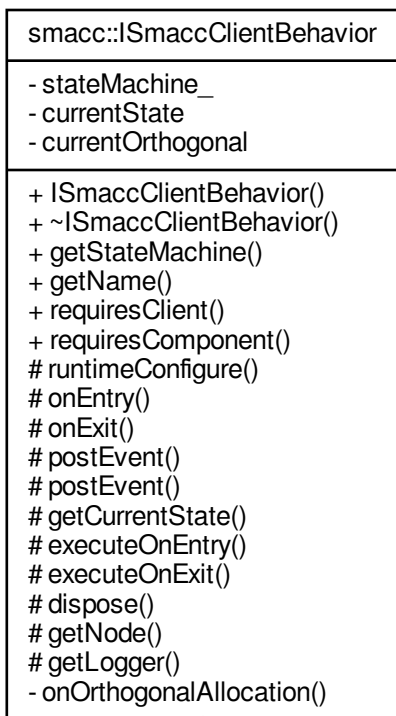 smacc::ISmaccClientBehavior
- stateMachine_
- currentState
- currentOrthogonal
+ ISmaccClientBehavior()
+ ~ISmaccClientBehavior()
+ getStateMachine()
+ getName()
+ requiresClient()
+ requiresComponent()
# runtimeConfigure()
# onEntry()
# onExit()
# postEvent()
# postEvent()
# getCurrentState()
# executeOnEntry()
# executeOnExit()
# dispose()
# getNode()
# getLogger()
- onOrthogonalAllocation()